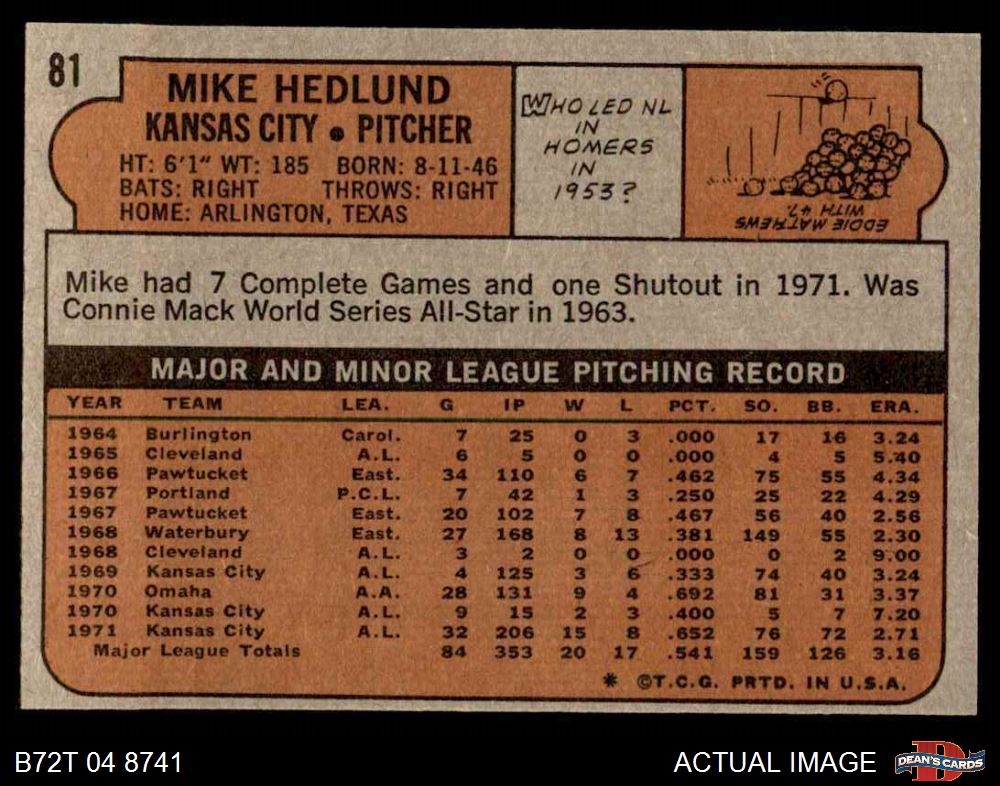 81
MIKE HEDLUND
KANSAS CITY • PITCHER
HT: 6'1" WT: 185 BORN: 8-11-46
BATS: RIGHT THROWS: RIGHT
HOME: ARLINGTON, TEXAS
WHO LED NL
IN
HOMERS
IN
1953?
EDDIE MATHEWS
WITH 47.
Mike had 7 Complete Games and one Shutout in 1971. Was
Connie Mack World Series All-Star in 1963.
MAJOR AND MINOR LEAGUE PITCHING RECORD
YEAR TEAM LEA. G IP W L PCT. SO. BB. ERA.
1964 Burlington Carol. 7 25 0 3 .000 17 16 3.24
1965 Cleveland A.L. 6 5 0 0 .000 4 5 5.40
1966 Pawtucket East. 34 110 6 7 .462 75 55 4.34
1967 Portland P.C.L. 7 42 1 3 .250 25 22 4.29
1967 Pawtucket East. 20 102 7 8 .467 56 40 2.56
1968 Waterbury East. 27 168 8 13 .381 149 55 2.30
1968 Cleveland A.L. 3 2 0 0 .000 0 2 9.00
1969 Kansas City A.L. 4 125 3 6 .333 74 40 3.24
1970 Omaha A.A. 28 131 9 4 .692 81 31 3.37
1970 Kansas City A.L. 9 15 2 3 .400 5 7 7.20
1971 Kansas City A.L. 32 206 15 8 .652 76 72 2.71
Major League Totals 84 353 20 17 .541 159 126 3.16
* ©T.C.G. PRTD. IN U.S.A.
B72T 04 8741
ACTUAL IMAGE
DEAN'S CARDS